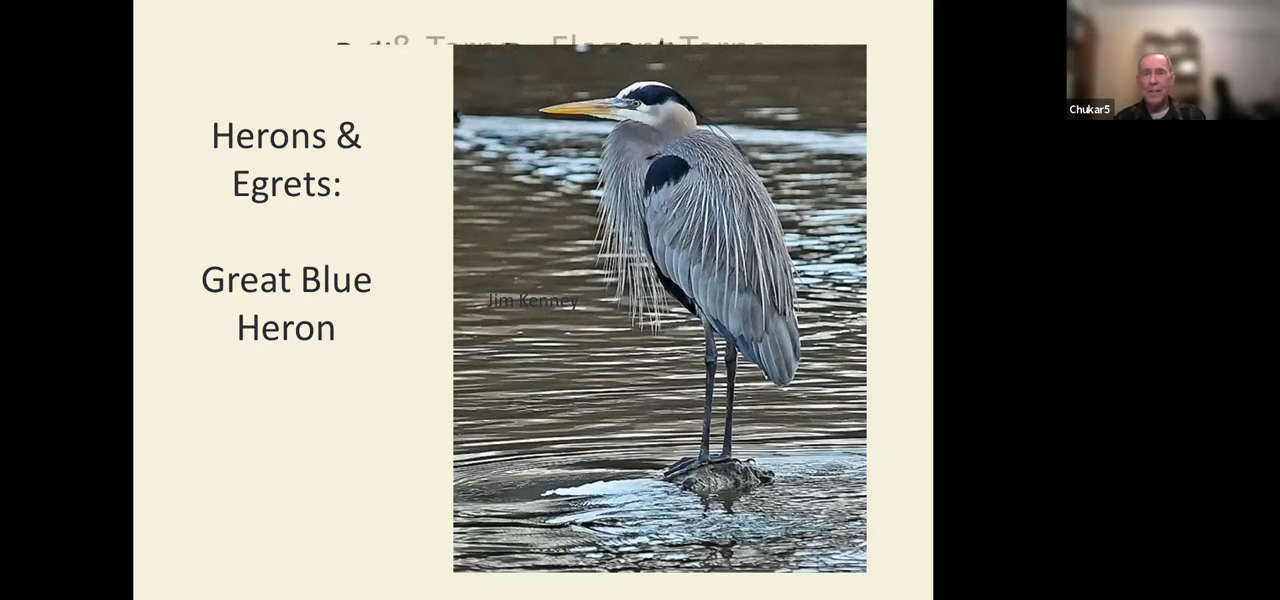 Herons &
Egrets:
Great Blue
Heron
Jim Kenney
Chukar5